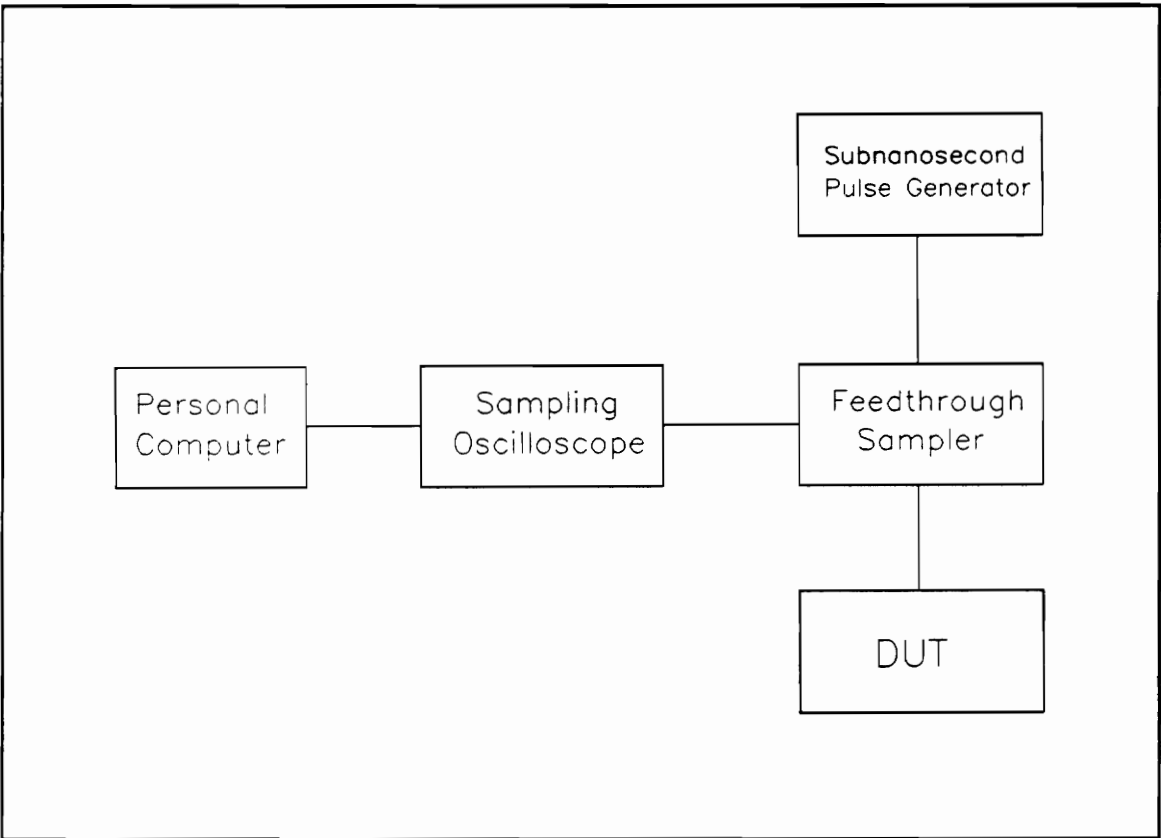 Subnanosecond
Pulse Generator
Personal
Computer
Sampling
Oscilloscope
Feedthrough
Sampler
DUT